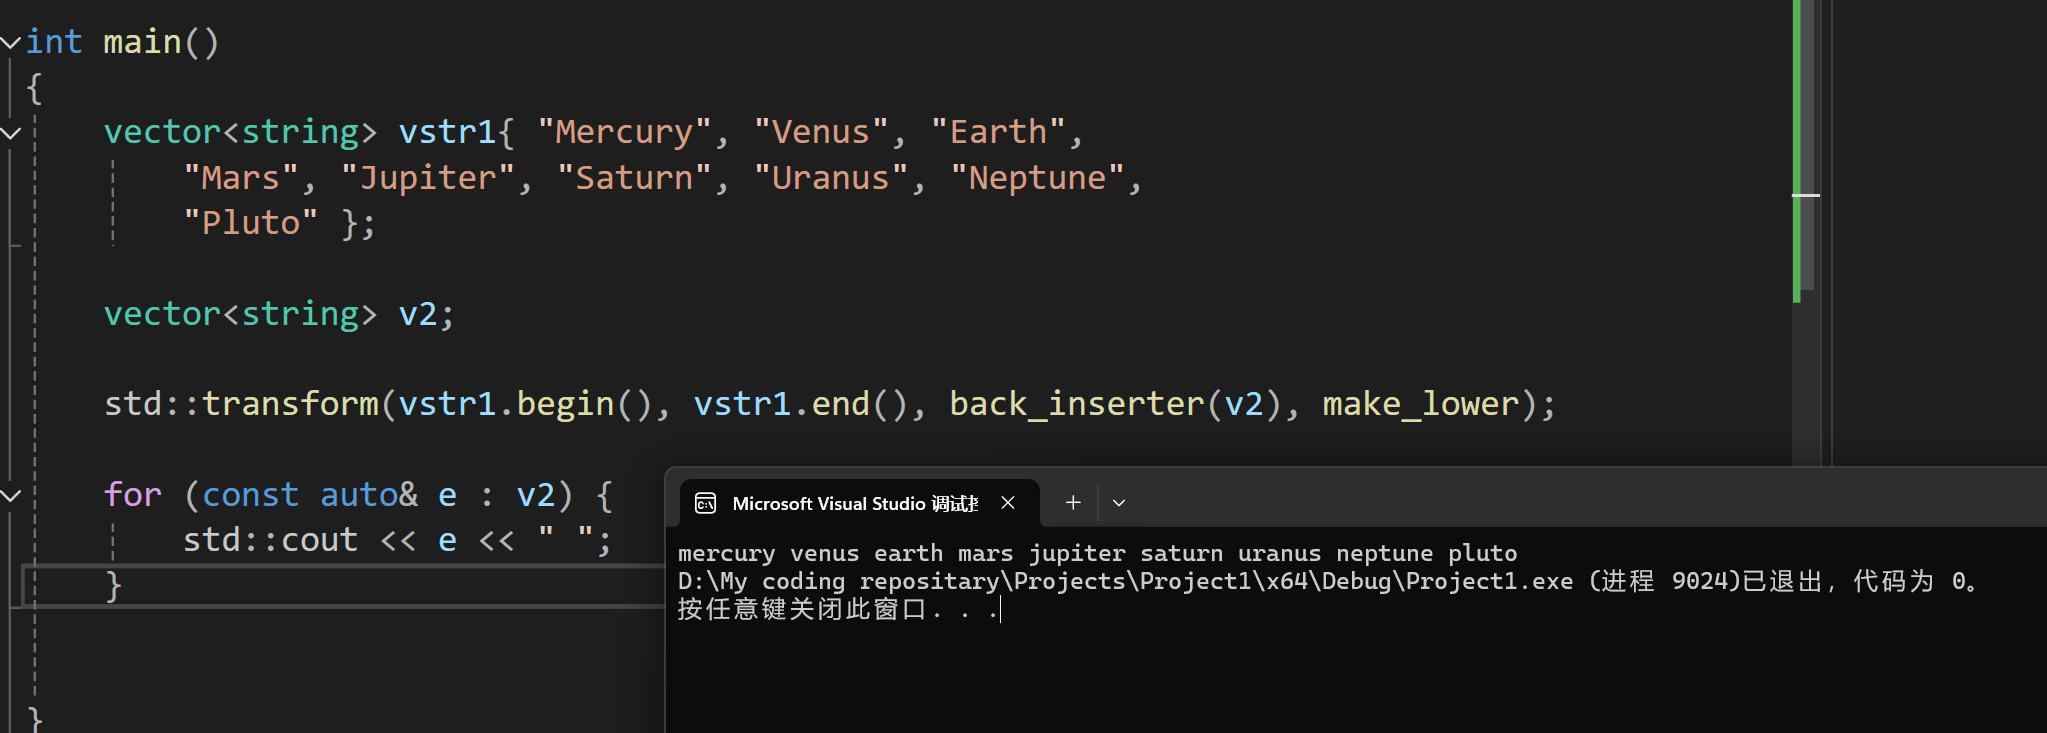 int main()
{
vector<string> vstr1{ "Mercury", "Venus", "Earth",
"Mars", "Jupiter", "Saturn", "Uranus", "Neptune",
"Pluto" };
vector<string> v2;
std::transform(vstr1.begin(), vstr1.end(), back_inserter(v2), make_lower);
for (const auto& e : v2) {
std::cout << e << " ";
}
}
Microsoft Visual Studio 调试
mercury venus earth mars jupiter saturn uranus neptune pluto
D:\My coding repositary\Projects\Project1\x64\Debug\Project1.exe (进程 9024)已退出，代码为 0。
按任意键关闭此窗口. . .